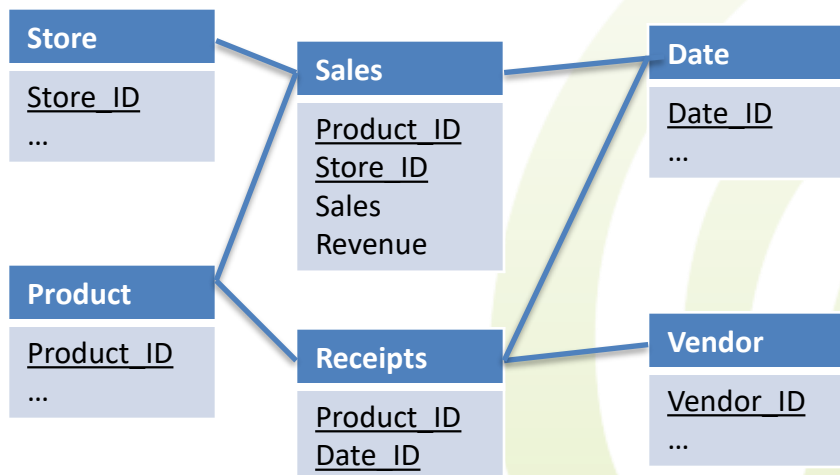 Store
Store_ID
...
Sales
Product_ID
Store_ID
Sales
Revenue
Date
Date_ID
...
Product
Product_ID
...
Receipts
Product_ID
Date_ID
Vendor
Vendor_ID
...